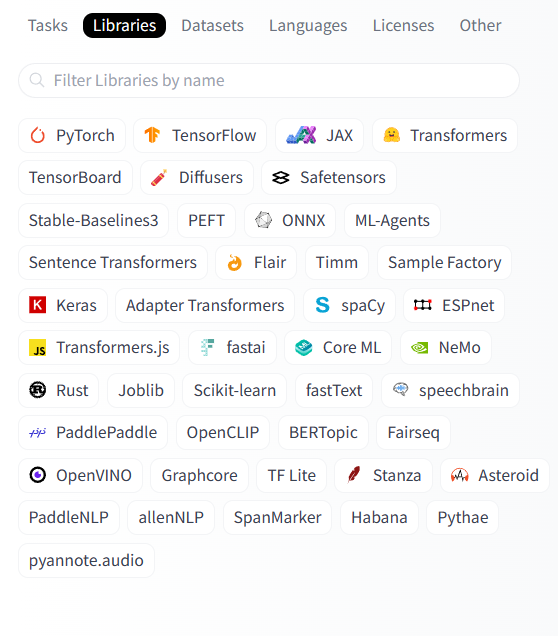 Tasks Libraries Datasets Languages Licenses Other
Filter Libraries by name
PyTorch TensorFlow JAX Transformers
TensorBoard Diffusers Safetensors
Stable-Baselines3 PEFT ONNX ML-Agents
Sentence Transformers Flair Timm Sample Factory
K Keras Adapter Transformers S spaCy ESPnet
JS Transformers.js fastai Core ML NeMo
Rust Joblib Scikit-learn fastText speechbrain
PaddlePaddle OpenCLIP BERTopic Fairseq
OpenVINO Graphcore TF Lite Stanza Asteroid
PaddleNLP allenNLP SpanMarker Habana Pythae
pyannote.audio